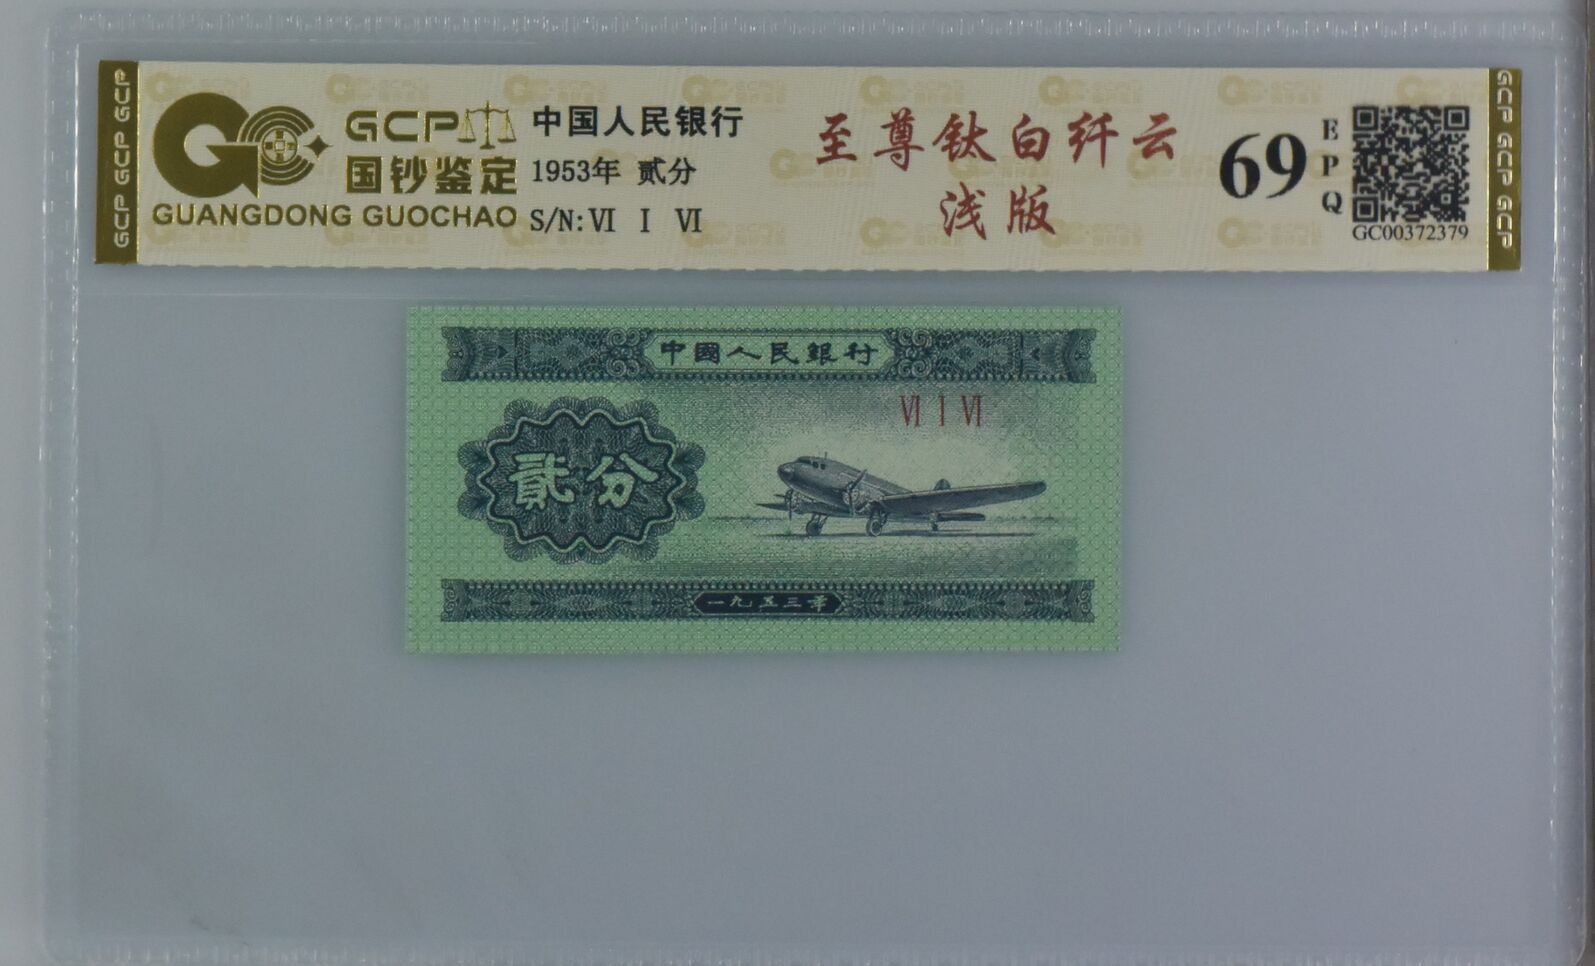 GCP GCP GCP
GCP
国钞鉴定
GUANGDONG GUOCHAO
中国人民银行
1953年 贰分
S/N: Ⅵ Ⅰ Ⅵ
至尊钛白纤云
浅版
69
EPQ
GC00372379
GCP GCP GCP
中國人民銀行
Ⅵ Ⅰ Ⅵ
貳分
一九五三年